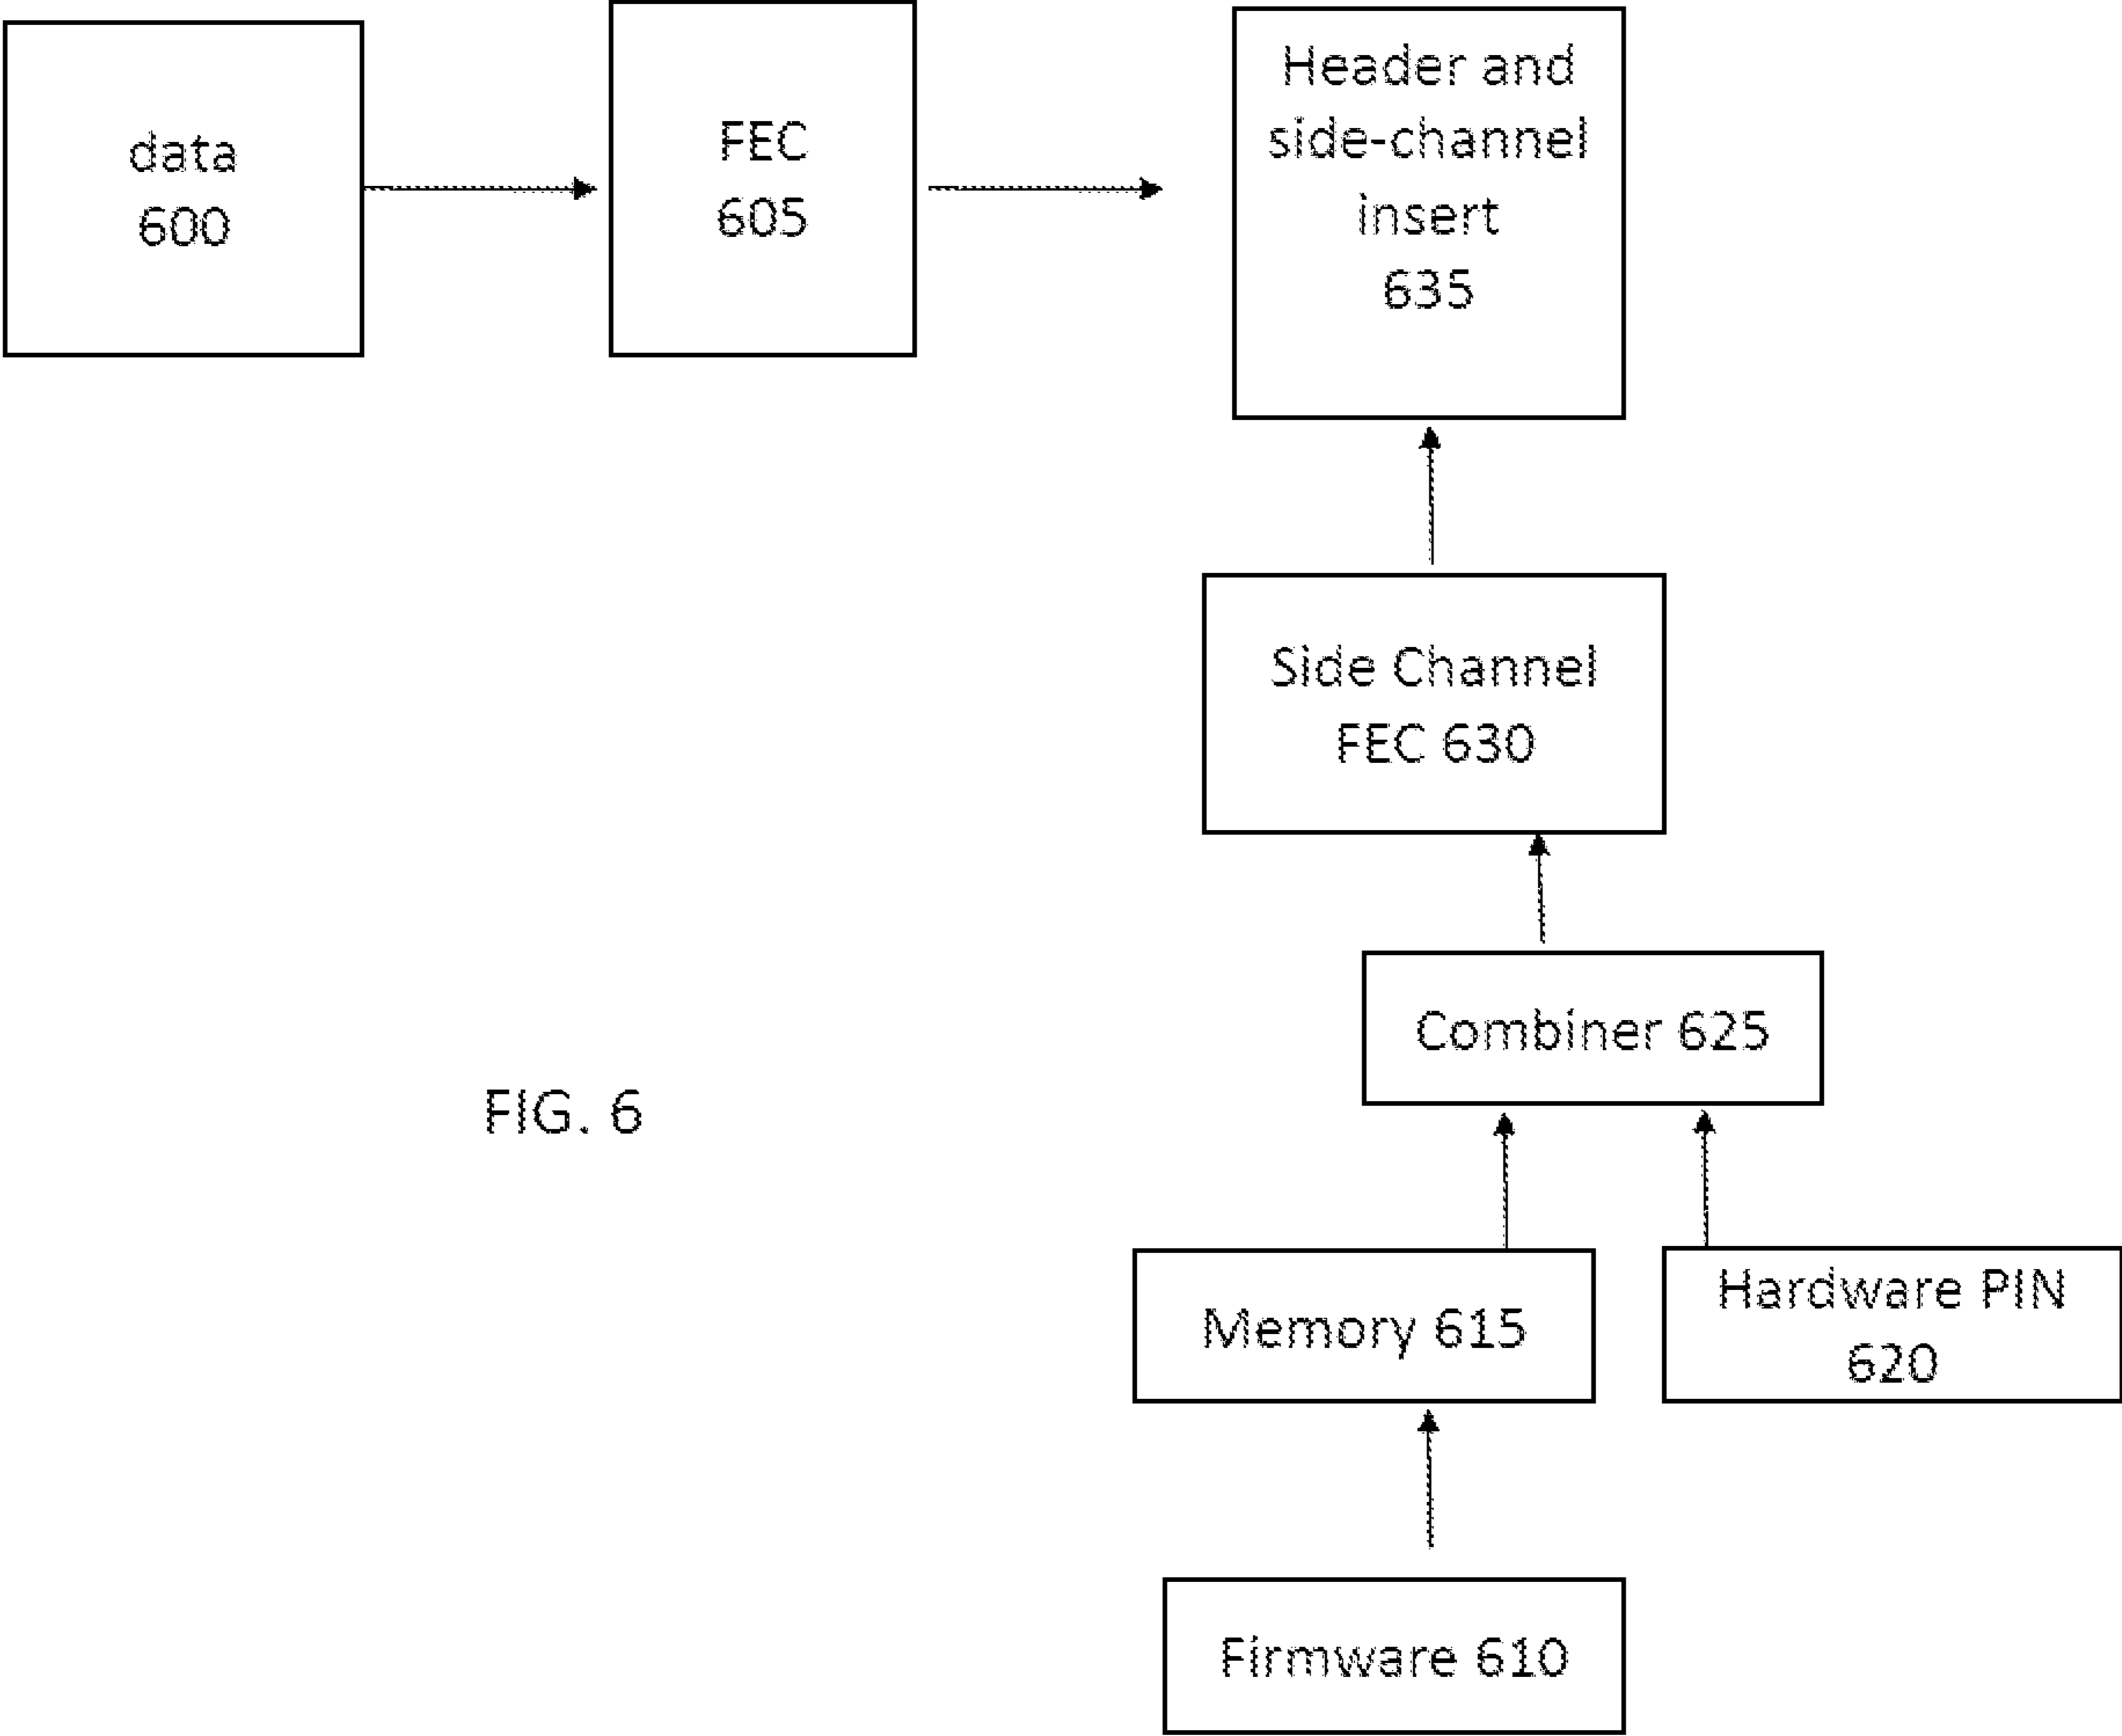 data
600
FEC
605
Header and
side-channel
insert
635
Side Channel
FEC 630
Combiner 625
FIG. 6
Memory 615
Hardware PIN
620
Firmware 610